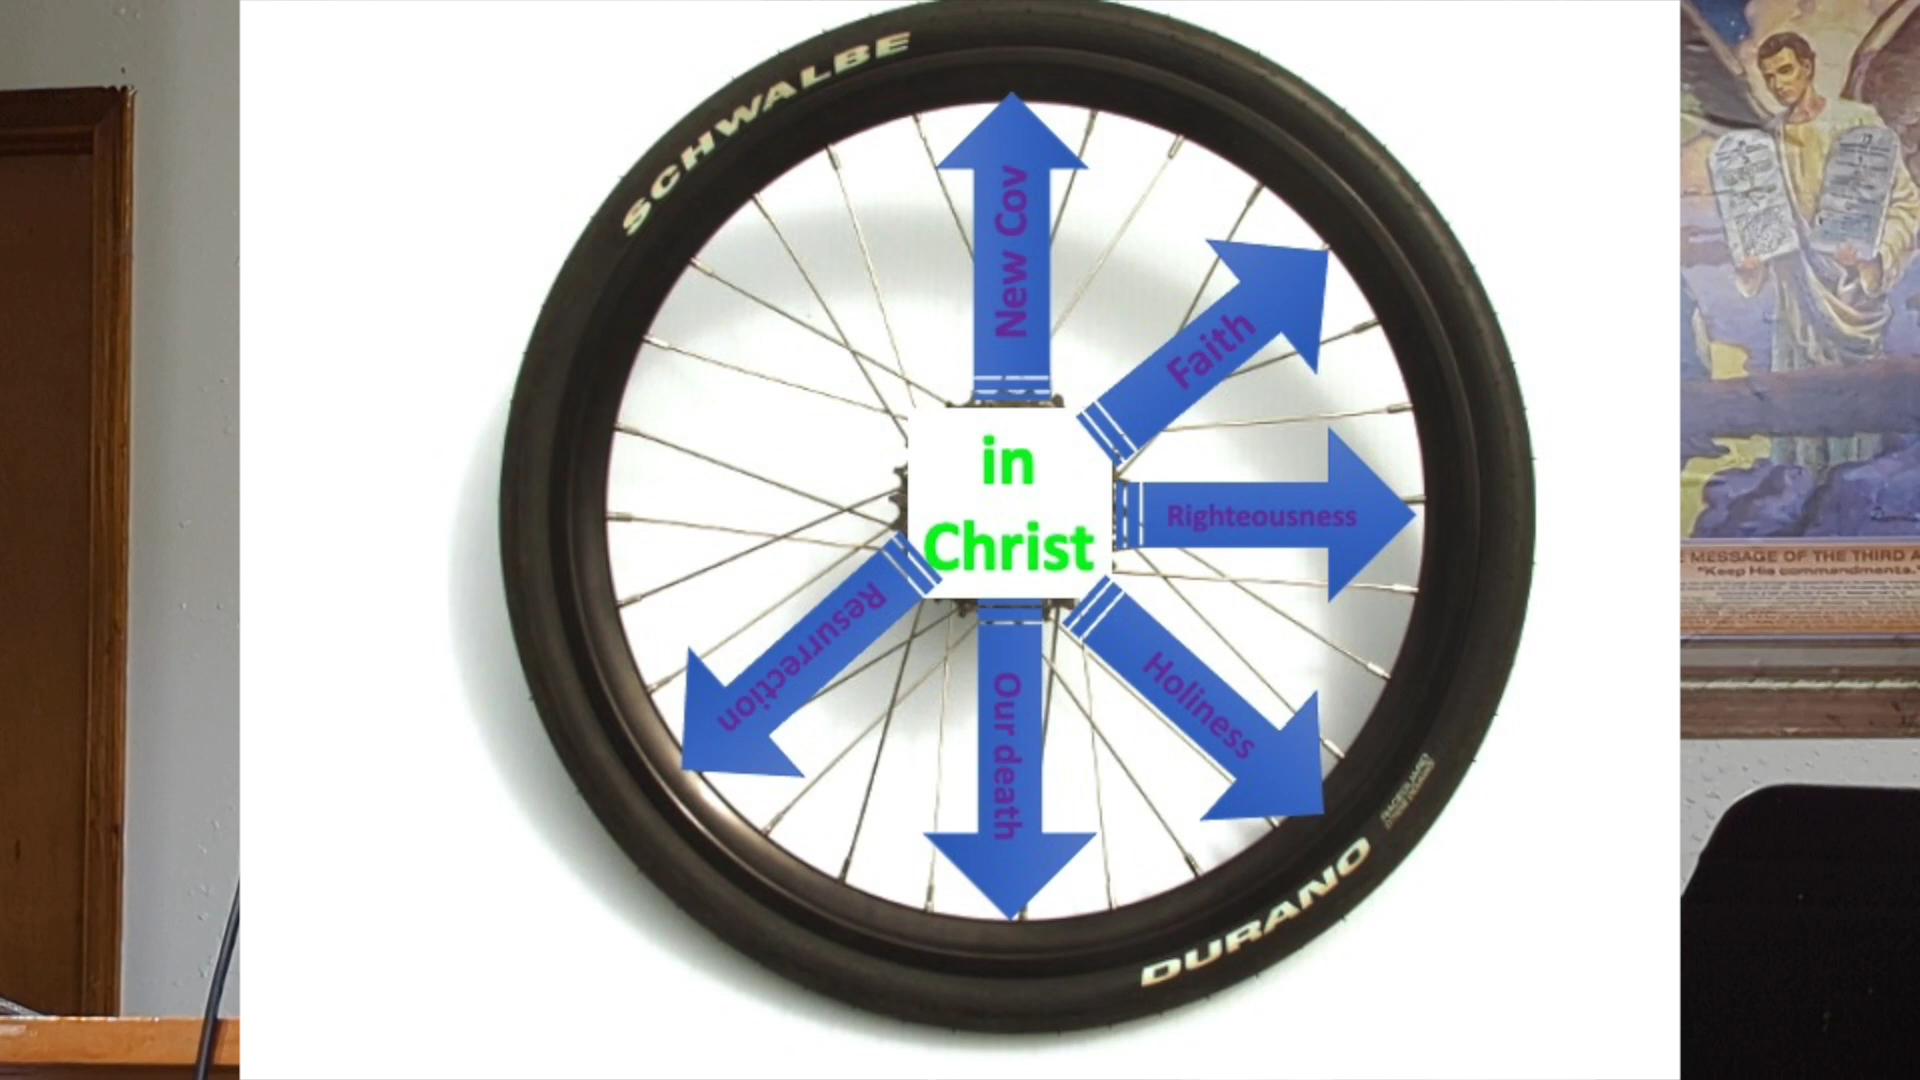 SCHWALBE
New Cov
Faith
in
Christ
Righteousness
Resurrection
Our death
Holiness
DURANO
MESSAGE OF THE THIRD A
"Keep His commandments."